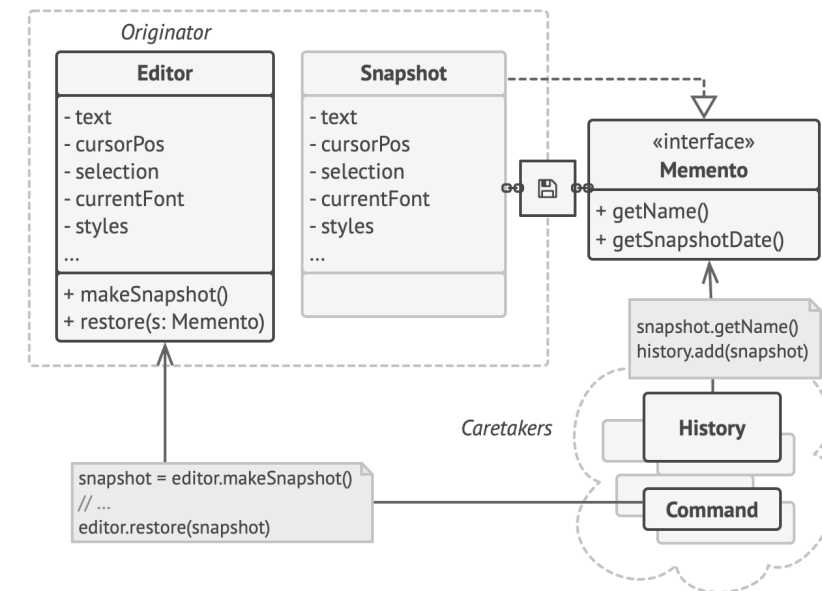 Originator
Editor
- text
- cursorPos
- selection
- currentFont
- styles
...
+ makeSnapshot()
+ restore(s: Memento)
Snapshot
- text
- cursorPos
- selection
- currentFont
- styles
...
«interface»
Memento
+ getName()
+ getSnapshotDate()
snapshot.getName()
history.add(snapshot)
Caretakers
History
Command
snapshot = editor.makeSnapshot()
// ...
editor.restore(snapshot)